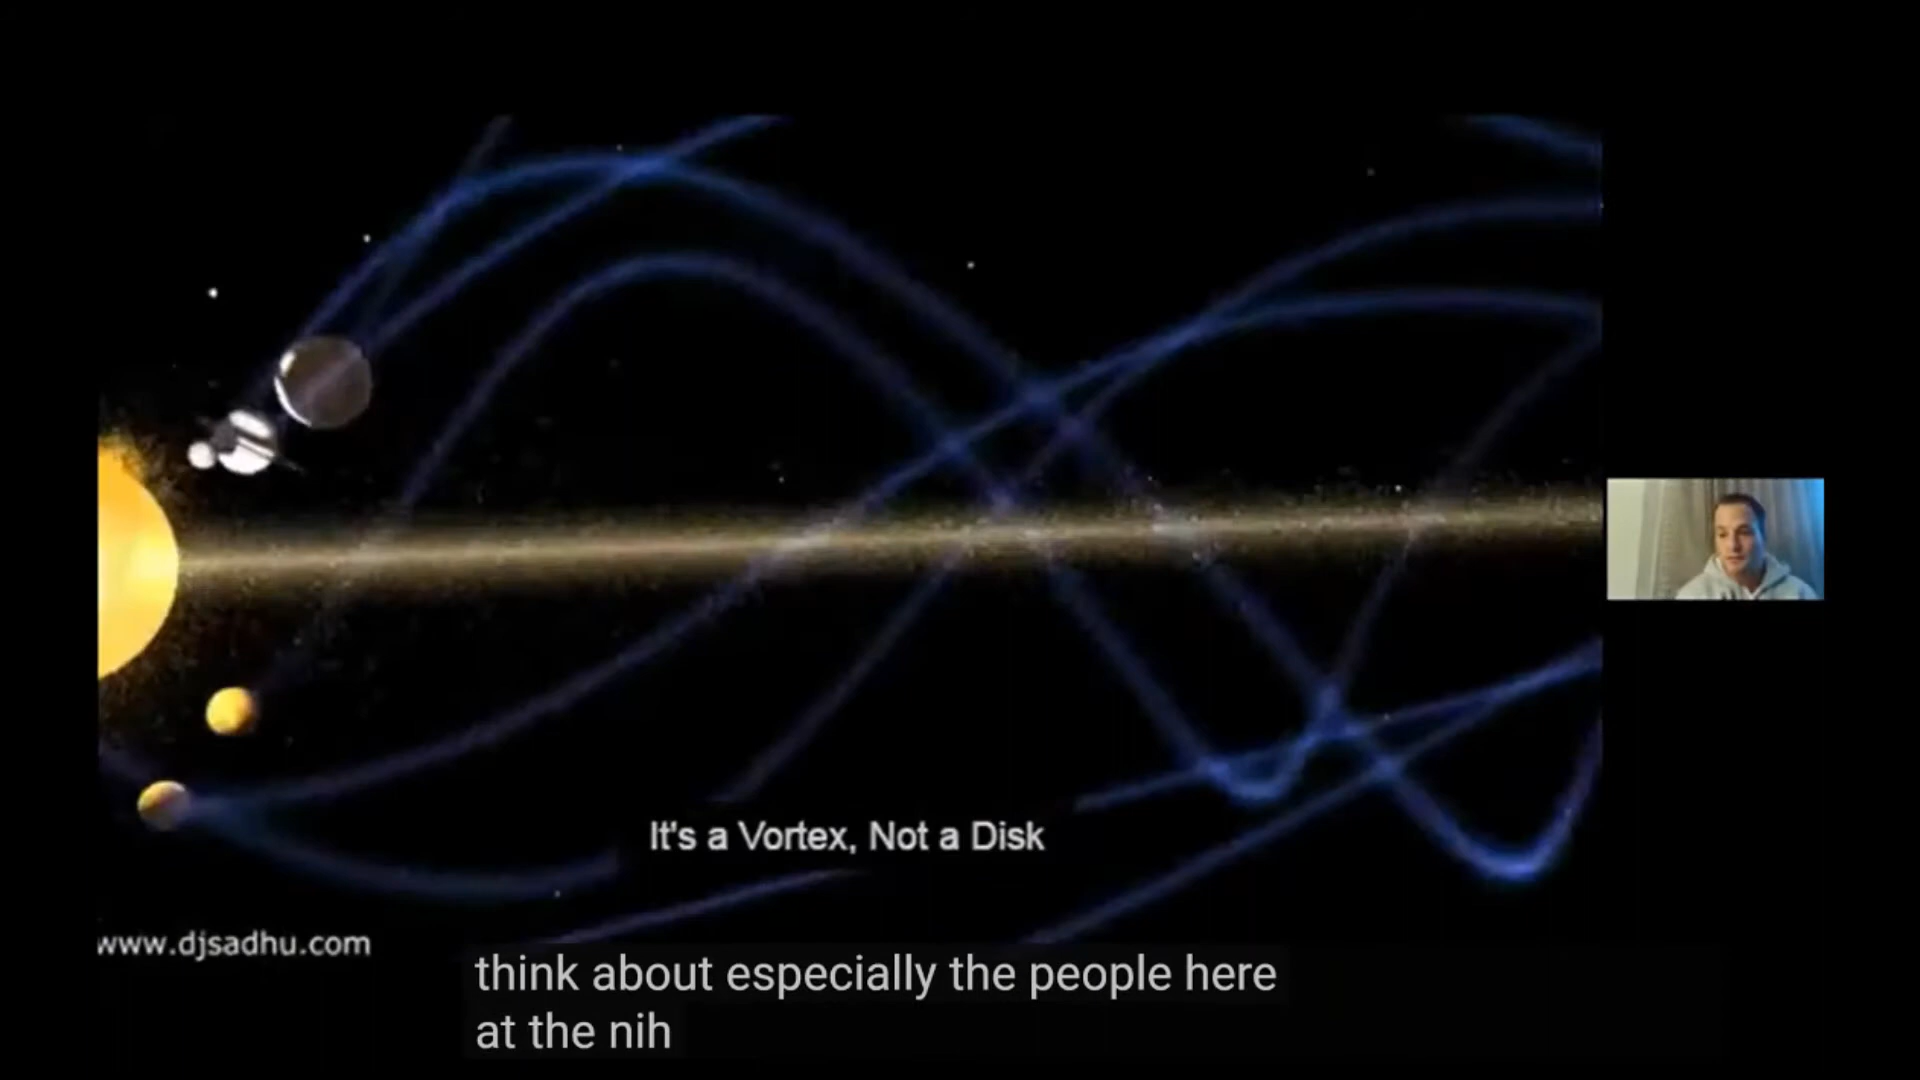 It's a Vortex, Not a Disk
www.djsadhu.com
think about especially the people here
at the nih